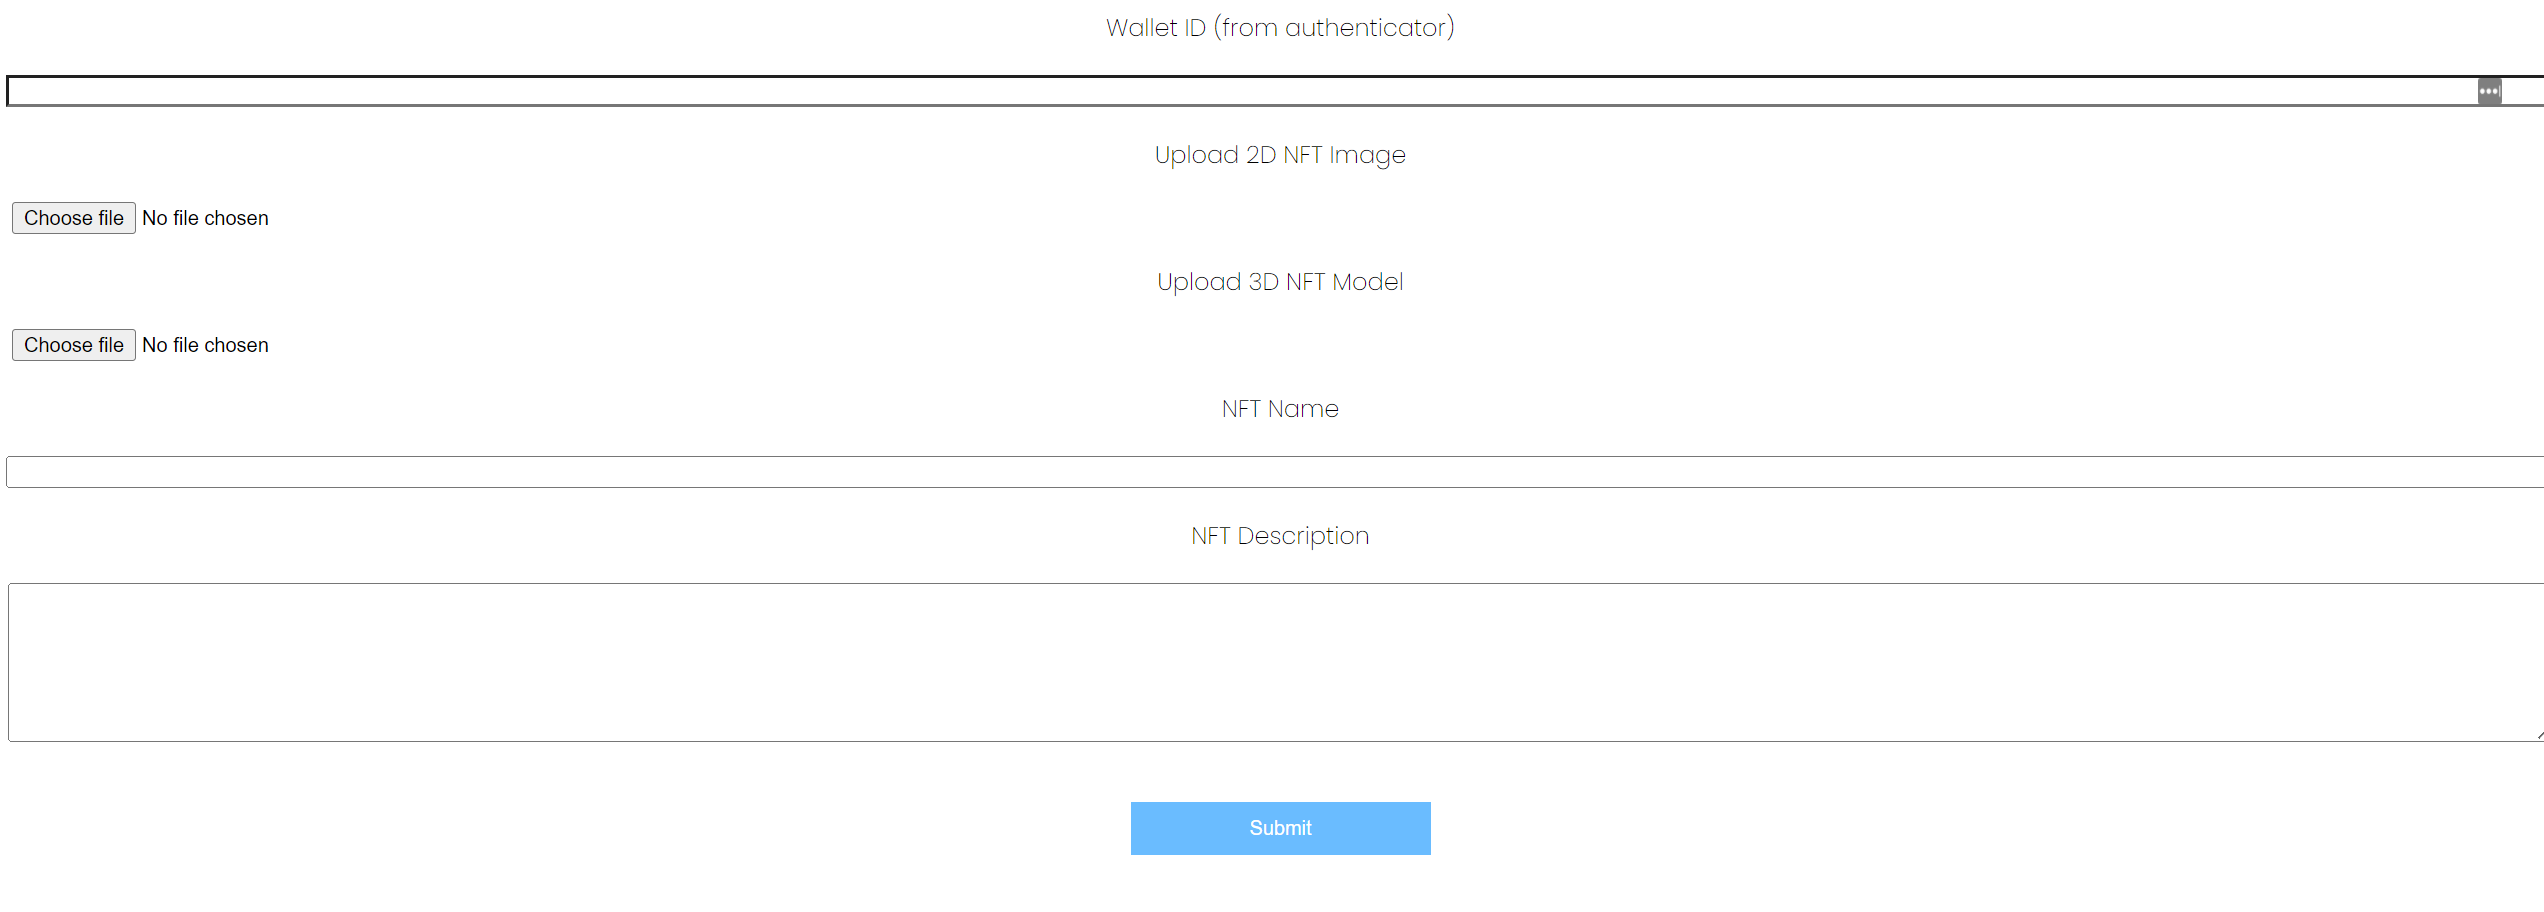 Wallet ID (from authenticator)
Upload 2D NFT Image
Choose file No file chosen
Upload 3D NFT Model
Choose file No file chosen
NFT Name
NFT Description
Submit